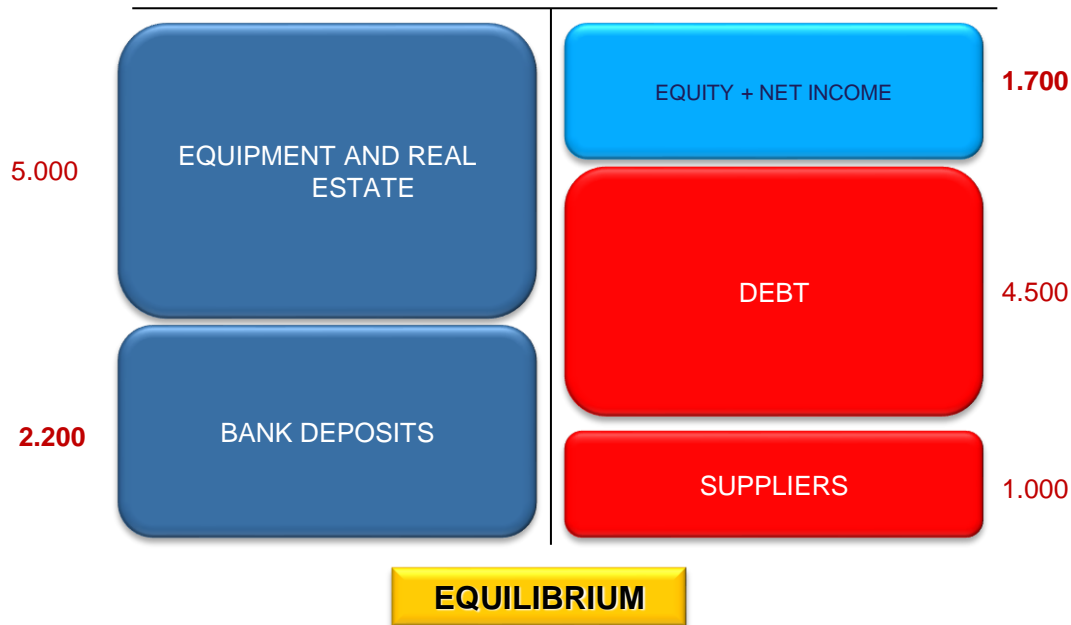 5.000
EQUIPMENT AND REAL
ESTATE
2.200
BANK DEPOSITS
EQUITY + NET INCOME
1.700
DEBT
4.500
SUPPLIERS
1.000
EQUILIBRIUM